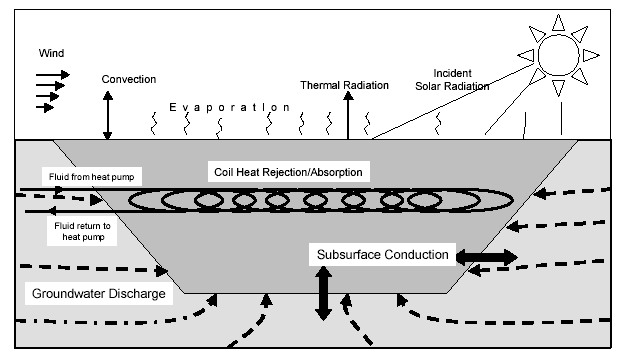 Wind
Convection
Evaporation
Thermal Radiation
Incident
Solar Radiation
Fluid from heat pump
Coil Heat Rejection/Absorption
Fluid return to
heat pump
Subsurface Conduction
Groundwater Discharge